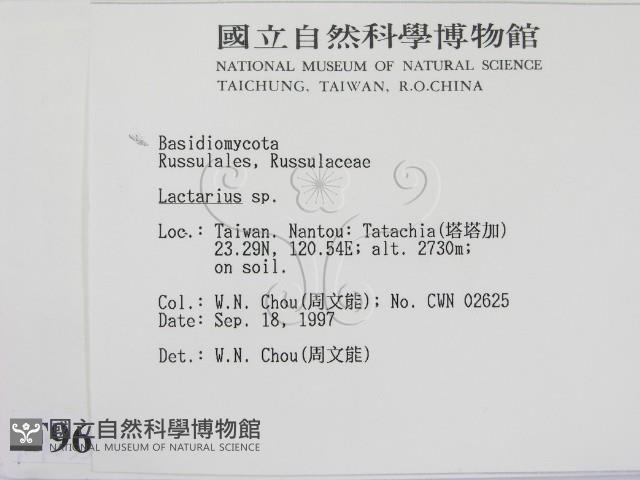 國立自然科學博物館
NATIONAL MUSEUM OF NATURAL SCIENCE
TAICHUNG, TAIWAN, R.O.CHINA
Basidiomycota
Russulales, Russulaceae
Lactarius sp.
Loc.: Taiwan. Nantou: Tatachia(塔塔加)
23.29N, 120.54E; alt. 2730m;
on soil.
Col.: W.N. Chou(周文能); No. CWN 02625
Date: Sep. 18, 1997
Det.: W.N. Chou(周文能)
96
國立自然科學博物館
NATIONAL MUSEUM OF NATURAL SCIENCE